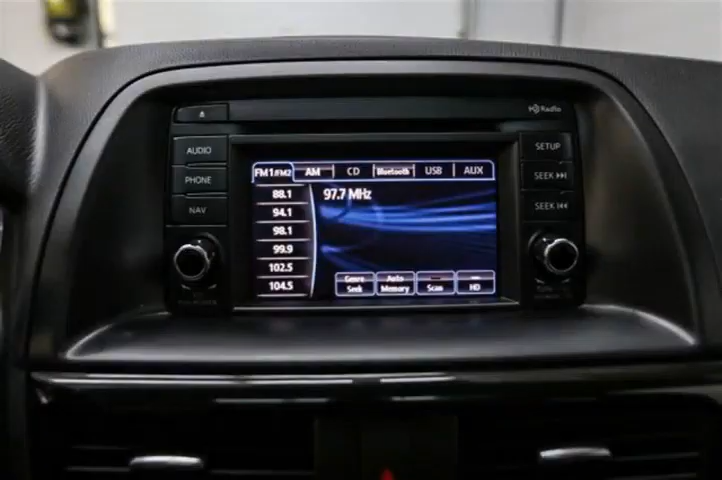 HD Radio
AUDIO
PHONE
NAV
SETUP
SEEK
SEEK
FM1/FM2 AM CD Bluetooth USB AUX
88.1
94.1
98.1
99.9
102.5
104.5
97.7 MHz
Genre Seek
Auto Memory
Scan
HD